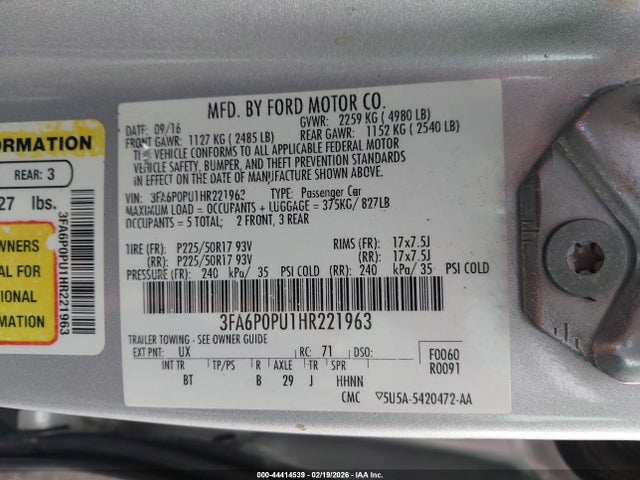 MFD. BY FORD MOTOR CO.
DATE: 09/16 GVWR: 2259 KG ( 4980 LB)
FRONT GAWR: 1127 KG ( 2485 LB) REAR GAWR: 1152 KG ( 2540 LB)
THIS VEHICLE CONFORMS TO ALL APPLICABLE FEDERAL MOTOR
VEHICLE SAFETY, BUMPER, AND THEFT PREVENTION STANDARDS
IN EFFECT ON THE DATE OF MANUFACTURE SHOWN ABOVE.
VIN: 3FA6P0PU1HR221963 TYPE: Passenger Car
MAXIMUM LOAD = OCCUPANTS + LUGGAGE = 375KG/ 827LB
OCCUPANTS = 5 TOTAL; 2 FRONT, 3 REAR
TIRE (FR): P225/50R17 93V RIMS (FR): 17x7.5J
(RR): P225/50R17 93V (RR): 17x7.5J
PRESSURE (FR): 240 kPa/ 35 PSI COLD (RR): 240 kPa/ 35 PSI COLD
3FA6P0PU1HR221963
TRAILER TOWING - SEE OWNER GUIDE
EXT PNT: UX RC: 71 DSO:
INT TR TP/PS R AXLE TR SPR
BT B 29 J HHNN
F0060
R0091
CMC ▽5U5A-5420472-AA
ORMATION
REAR: 3
27 lbs.
OWNERS
AL FOR
TIONAL
RMATION
3FA6P0PU1HR221963
000-44414539 - 02/19/2026 - IAAI, Inc.